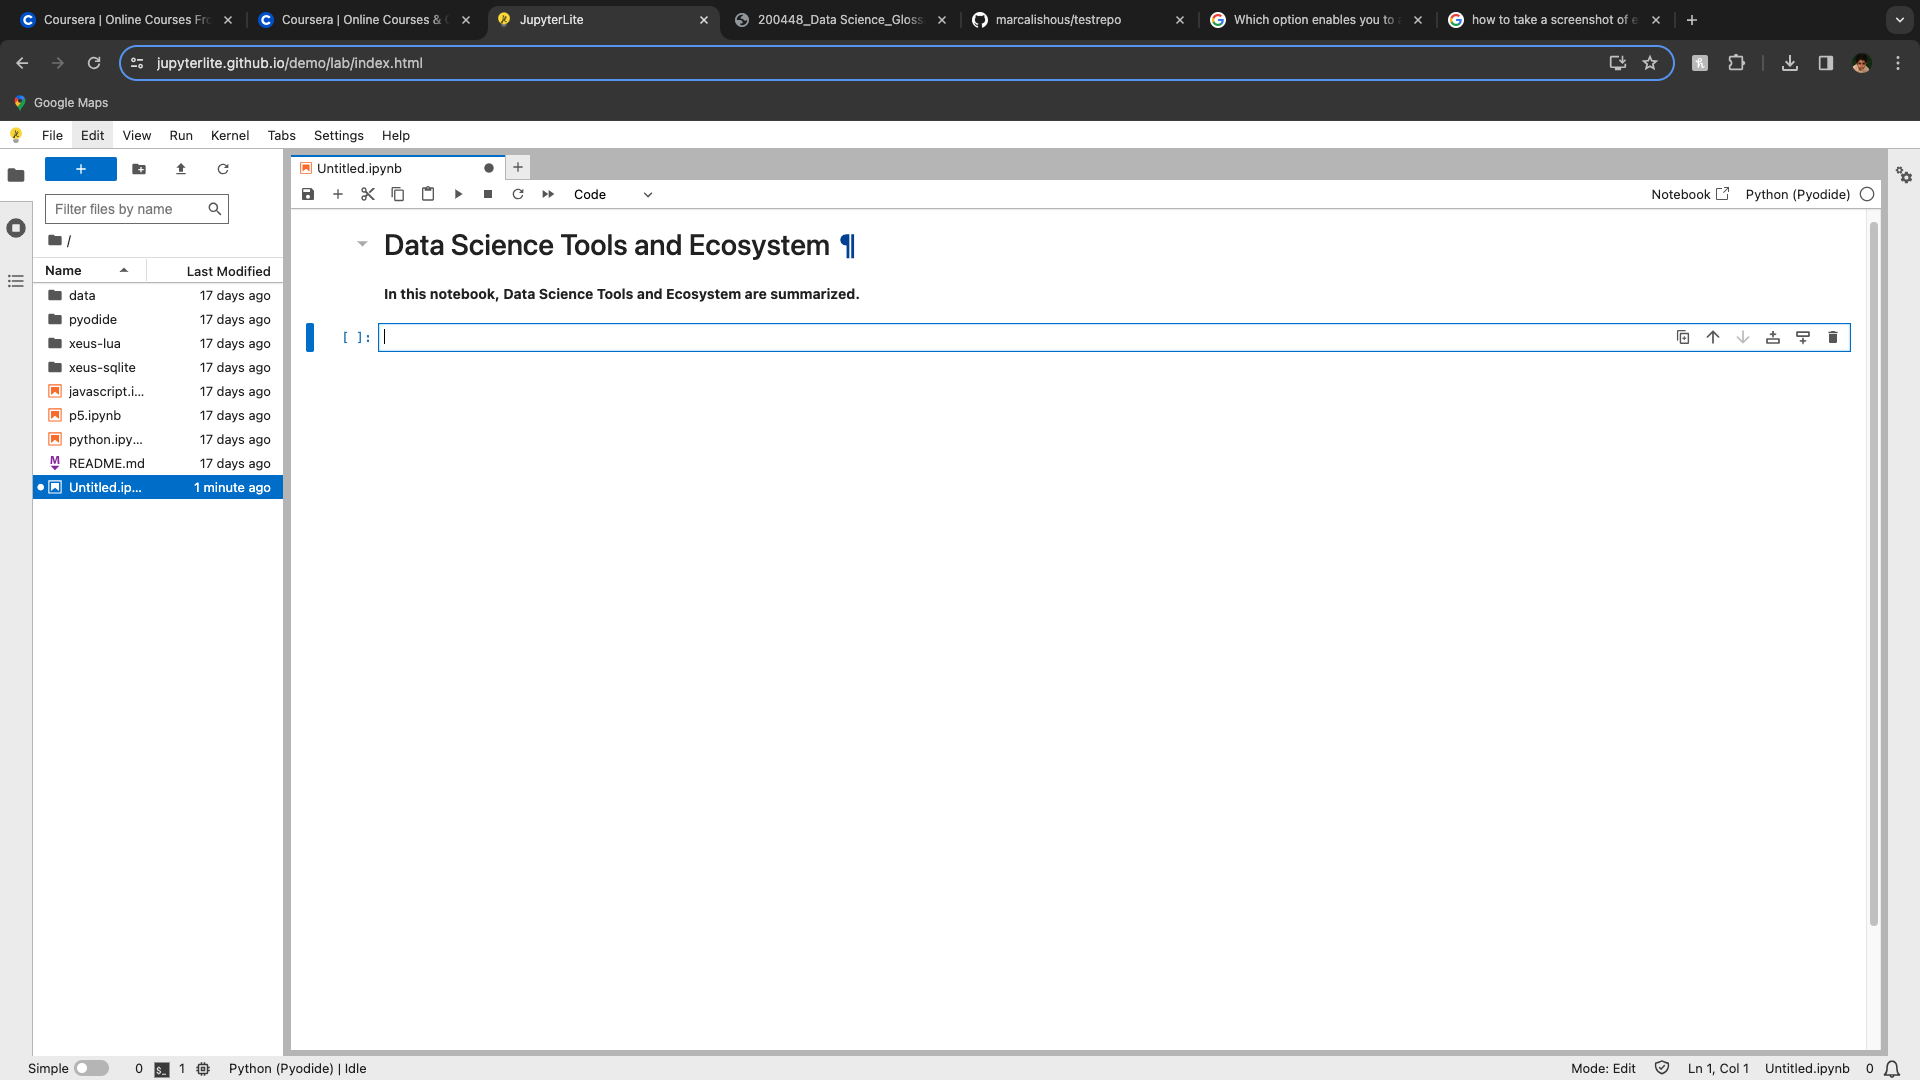 Coursera | Online Courses Fr
Coursera | Online Courses &
JupyterLite
200448_Data Science_Gloss
marcalishous/testrepo
Which option enables you to
how to take a screenshot of
jupyterlite.github.io/demo/lab/index.html
Google Maps
File Edit View Run Kernel Tabs Settings Help
Filter files by name
/
Name Last Modified
data 17 days ago
pyodide 17 days ago
xeus-lua 17 days ago
xeus-sqlite 17 days ago
javascript.i... 17 days ago
p5.ipynb 17 days ago
python.ipy... 17 days ago
README.md 17 days ago
Untitled.ip... 1 minute ago
Untitled.ipynb
Code
Notebook
Python (Pyodide)
Data Science Tools and Ecosystem ¶
In this notebook, Data Science Tools and Ecosystem are summarized.
[ ]:
Simple 0 1 Python (Pyodide) | Idle
Mode: Edit Ln 1, Col 1 Untitled.ipynb 0